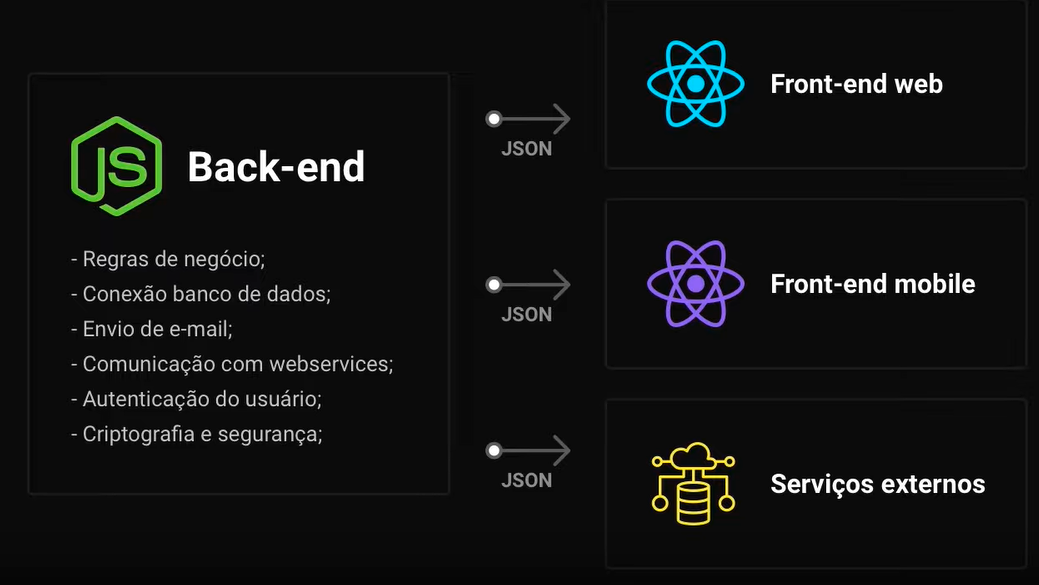 JS
Back-end
- Regras de negócio;
- Conexão banco de dados;
- Envio de e-mail;
- Comunicação com webservices;
- Autenticação do usuário;
- Criptografia e segurança;
JSON
JSON
JSON
Front-end web
Front-end mobile
Serviços externos